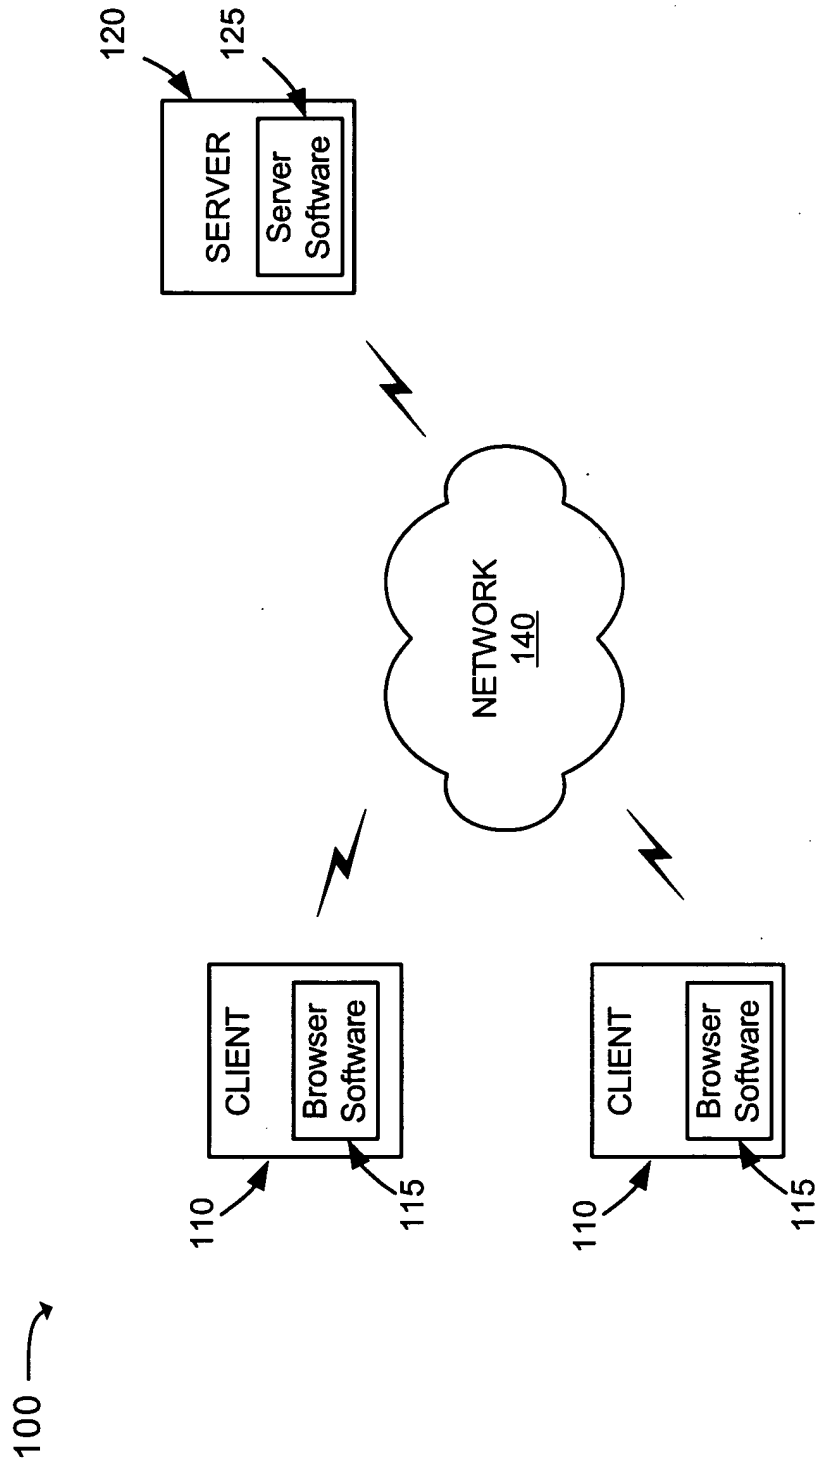 100
110
CLIENT
Browser
Software
115
110
CLIENT
Browser
Software
115
NETWORK
140
120
SERVER
Server
Software
125